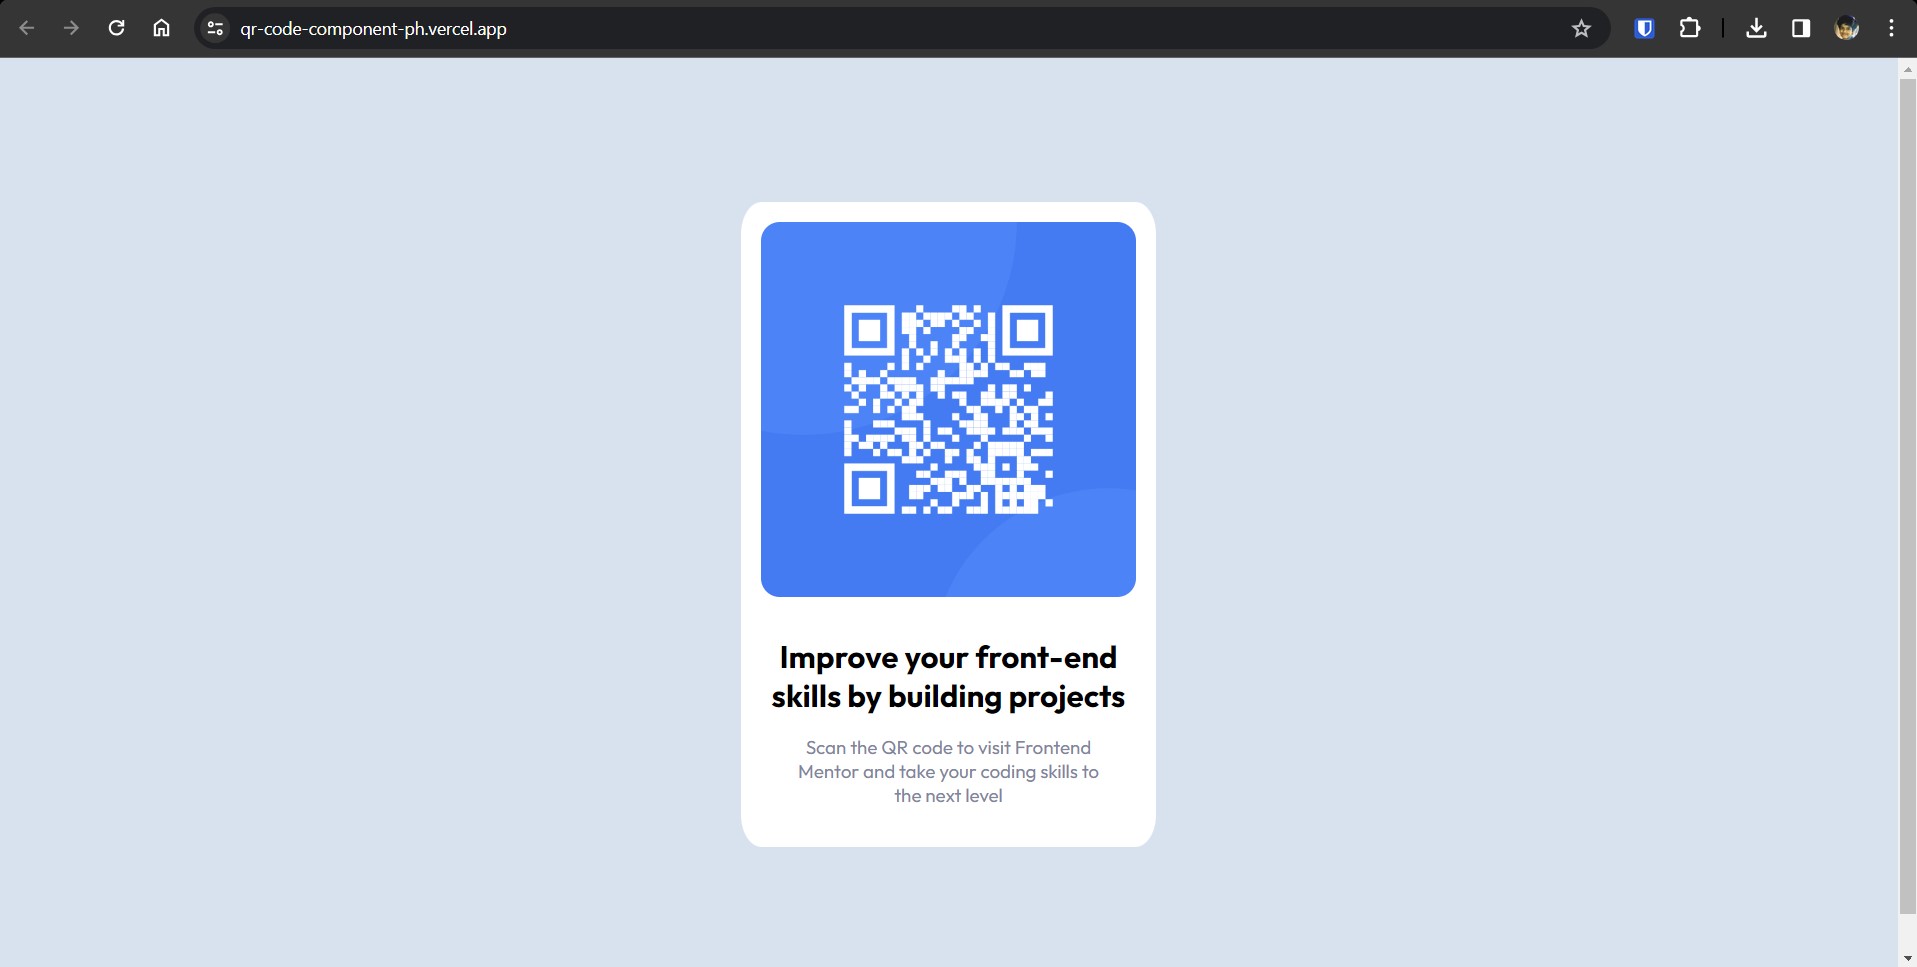 qr-code-component-ph.vercel.app
Improve your front-end
skills by building projects
Scan the QR code to visit Frontend
Mentor and take your coding skills to
the next level